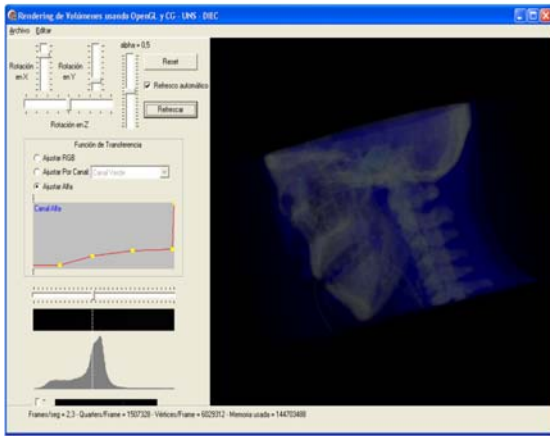 Rendering de Volúmenes usando OpenGL y CG - UNS - DIEC
Archivo Editar
alpha = 0,5
Rotación en X
Rotación en Y
Reset
Refresco automático
Refrescar
Rotación en Z
Función de Transferencia
Ajustar RGB
Ajustar Por Canal Canal Verde
Ajustar Alfa
Canal Alfa
Frames/seg = 2,3 - Quarters/Frame = 1507328 - Vértices/Frame = 6029312 - Memoria usada = 144703488